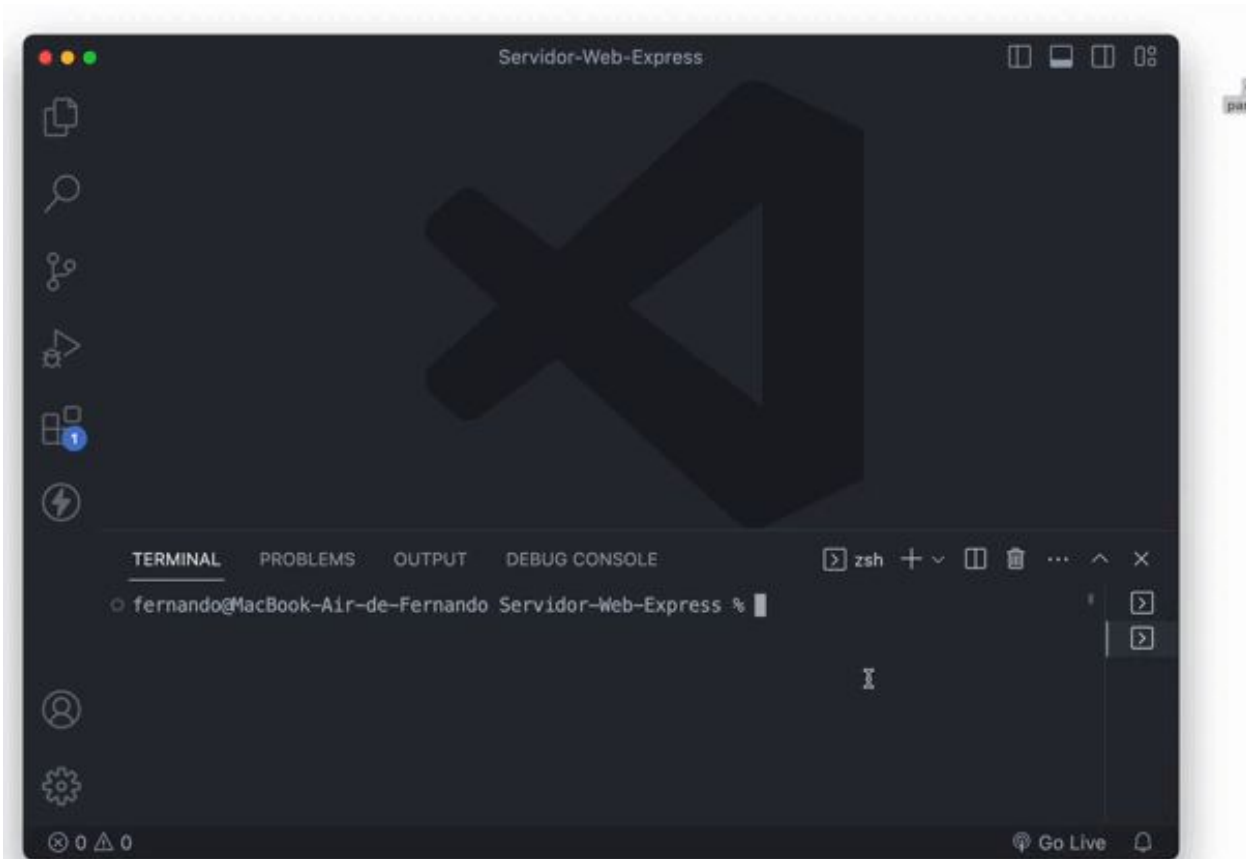 Servidor-Web-Express
1
TERMINAL PROBLEMS OUTPUT DEBUG CONSOLE zsh
fernando@MacBook-Air-de-Fernando Servidor-Web-Express %
0 0 Go Live